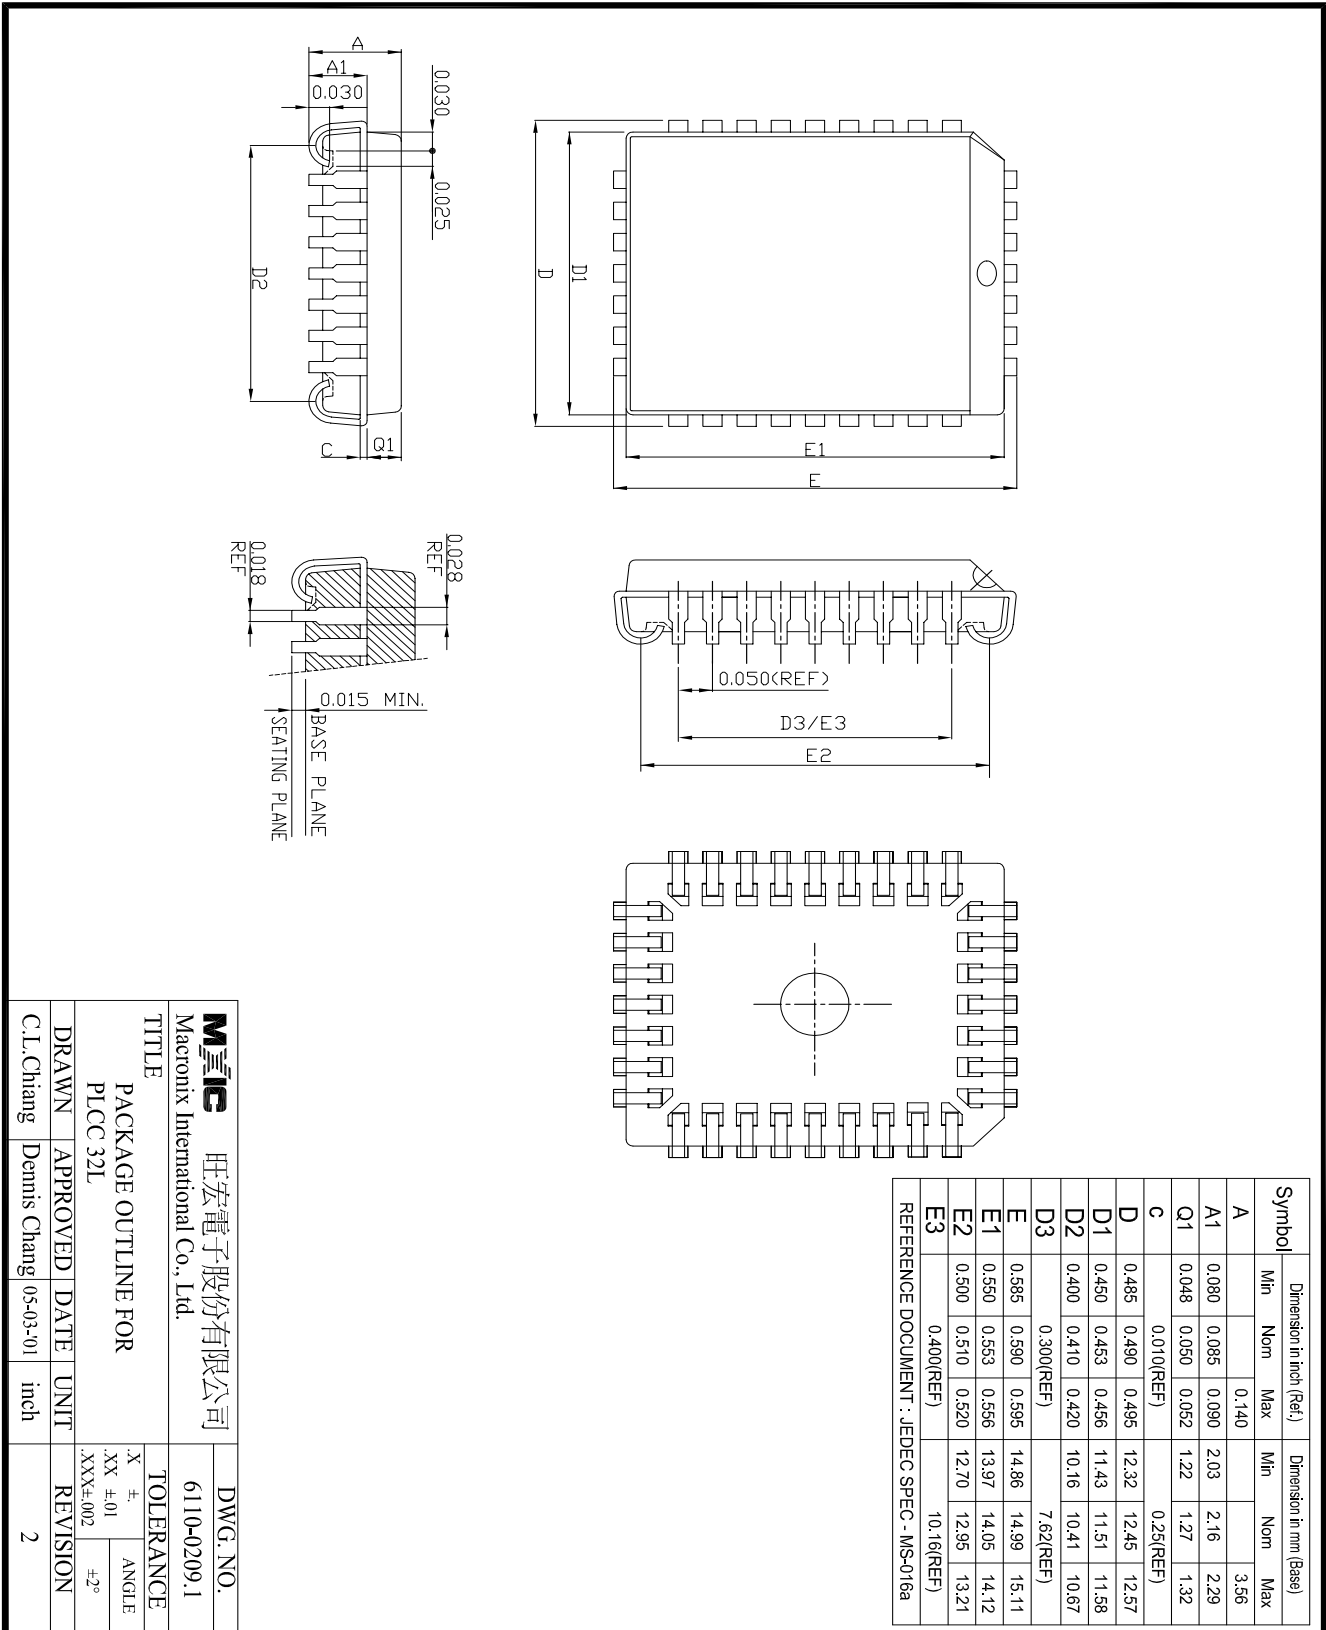 A
A1
0.030
0.030
0.025
D2
C
Q1
D
D1
E1
E
0.018
REF
0.028
REF
0.015 MIN.
BASE PLANE
SEATING PLANE
0.050(REF)
D3/E3
E2
Symbol Dimension in inch (Ref.) Dimension in mm (Base)
Min Nom Max Min Nom Max
A 0.140 3.56
A1 0.080 0.085 0.090 2.03 2.16 2.29
Q1 0.048 0.050 0.052 1.22 1.27 1.32
c 0.010(REF) 0.25(REF)
D 0.485 0.490 0.495 12.32 12.45 12.57
D1 0.450 0.453 0.456 11.43 11.51 11.58
D2 0.400 0.410 0.420 10.16 10.41 10.67
D3 0.300(REF) 7.62(REF)
E 0.585 0.590 0.595 14.86 14.99 15.11
E1 0.550 0.553 0.556 13.97 14.05 14.12
E2 0.500 0.510 0.520 12.70 12.95 13.21
E3 0.400(REF) 10.16(REF)
REFERENCE DOCUMENT : JEDEC SPEC - MS-016a
MXIC 旺宏電子股份有限公司
Macronix International Co., Ltd.
DWG. NO.
6110-0209.1
TITLE
PACKAGE OUTLINE FOR
PLCC 32L
TOLERANCE
.X ±.
.XX ±.01
.XXX±.002
ANGLE
±2°
DRAWN APPROVED DATE UNIT REVISION
C.L.Chiang Dennis Chang 05-03-'01 inch 2